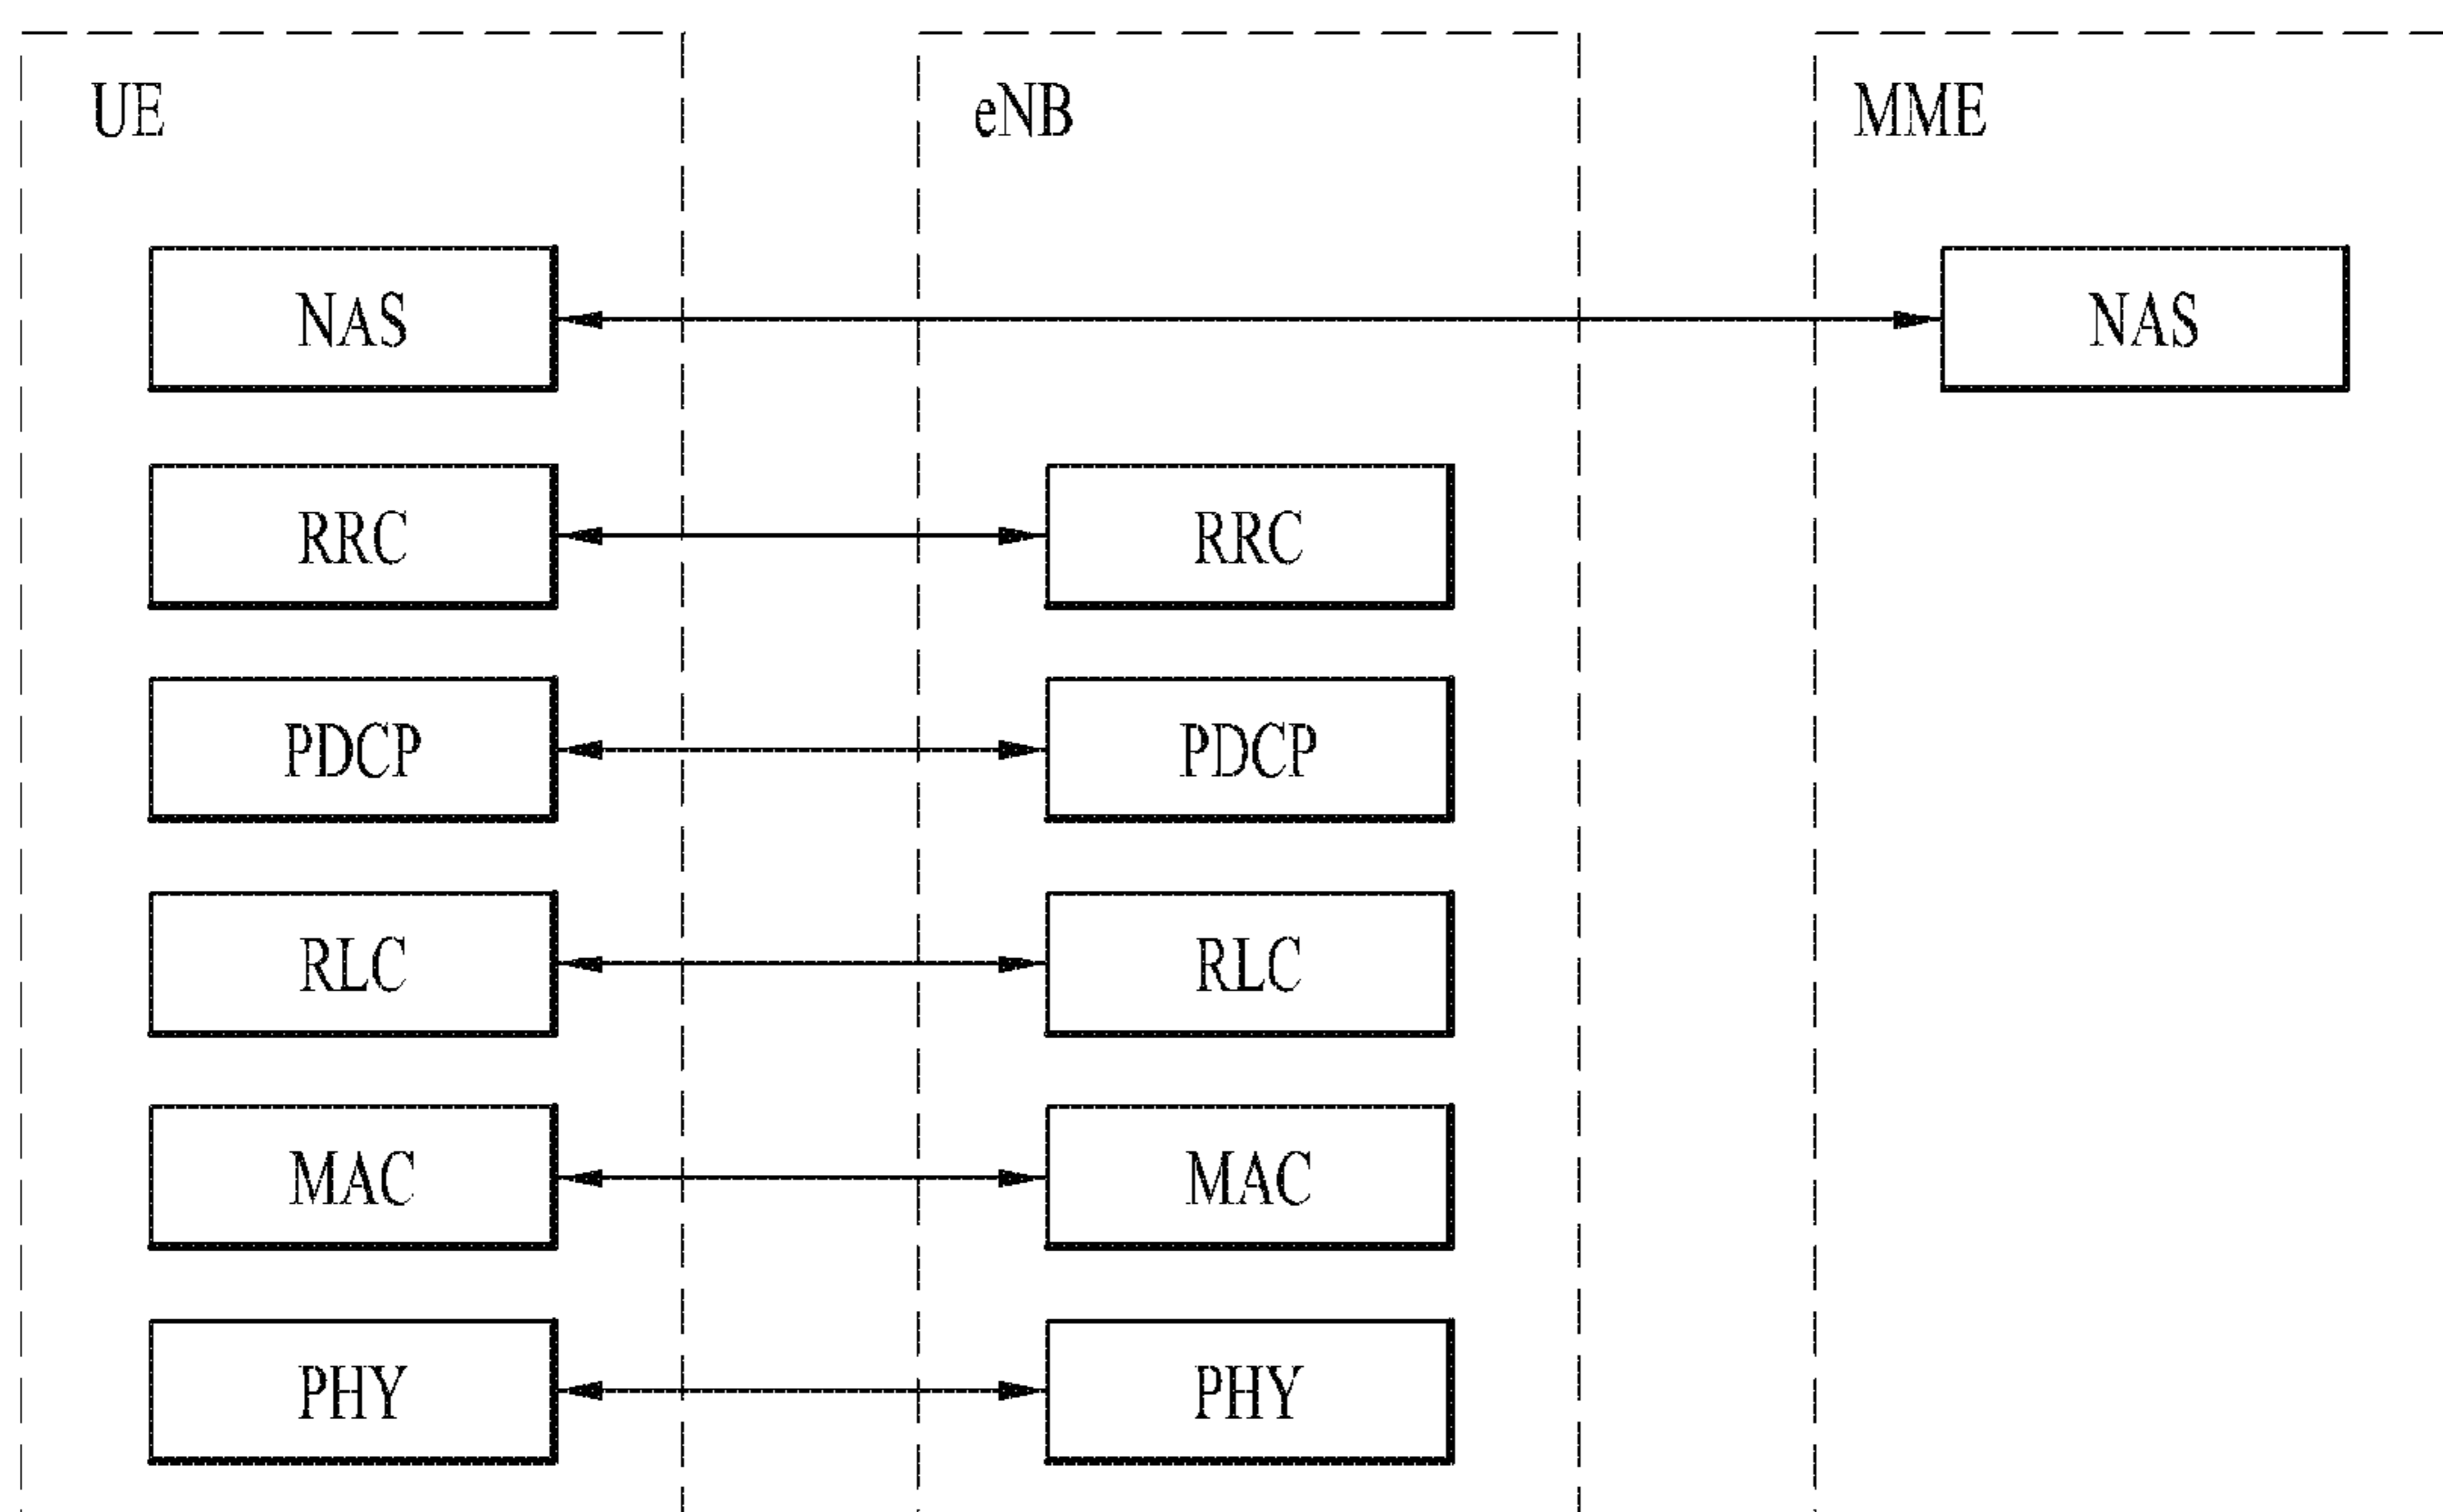 UE eNB MME
NAS NAS
RRC RRC
PDCP PDCP
RLC RLC
MAC MAC
PHY PHY